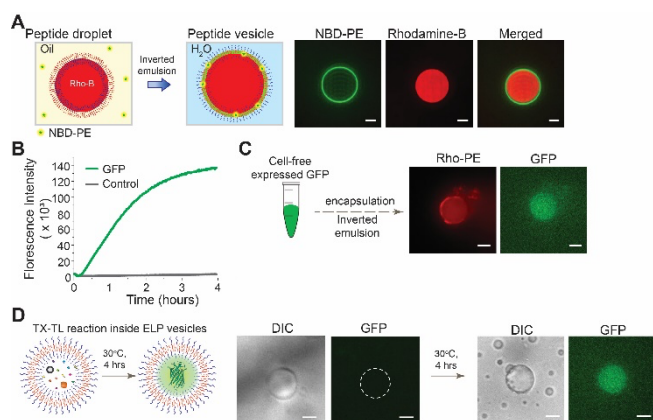 A
Peptide droplet
Oil
Rho-B
NBD-PE
Inverted
emulsion
Peptide vesicle
H2O
NBD-PE
Rhodamine-B
Merged
B
Florescence Intensity
( x 10³)
140
120
100
80
60
40
20
0
GFP
Control
0
1
2
3
4
Time (hours)
C
Cell-free
expressed GFP
encapsulation
Inverted
emulsion
Rho-PE
GFP
D
TX-TL reaction inside ELP vesicles
30°C,
4 hrs
DIC
GFP
30°C,
4 hrs
DIC
GFP